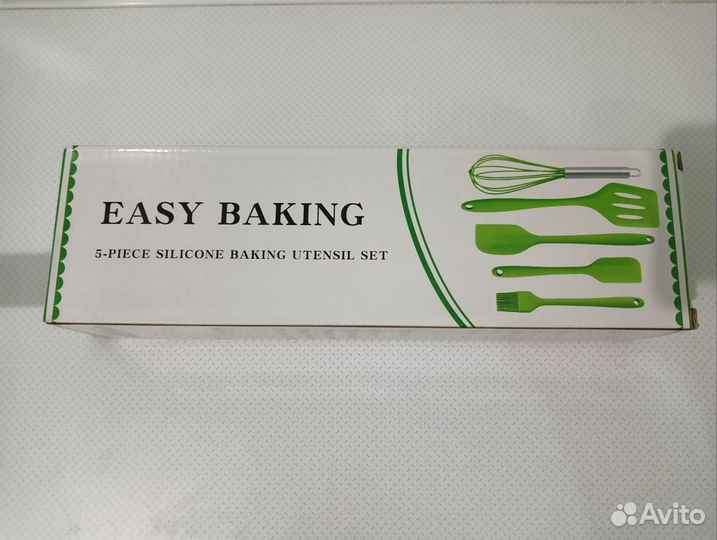 EASY BAKING
5-PIECE SILICONE BAKING UTENSIL SET
Avito